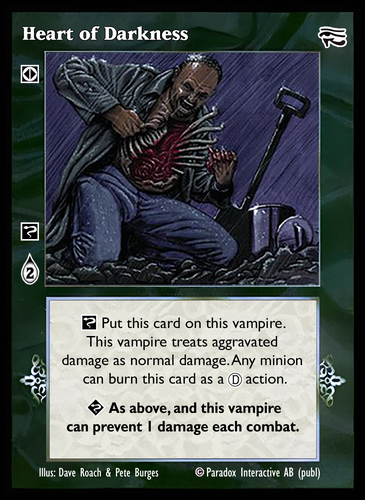 Heart of Darkness
2
Put this card on this vampire.
This vampire treats aggravated
damage as normal damage. Any minion
can burn this card as a Ⓓ action.
As above, and this vampire
can prevent 1 damage each combat.
Illus: Dave Roach & Pete Burges © Paradox Interactive AB (publ)